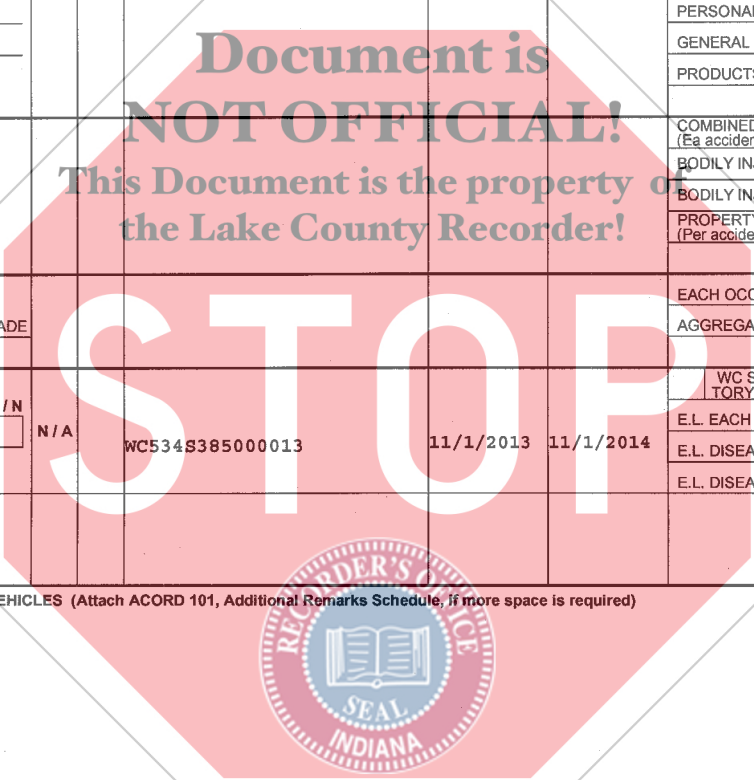 PERSONAL
GENERAL
PRODUCTS
Document is
NOT OFFICIAL!
This Document is the property of
the Lake County Recorder!
COMBINED
(Ea accident
BODILY INJ
BODILY INJ
PROPERTY
(Per accide
EACH OCC
ADE
AGGREGA
STOP
WC S
TORY
/ N
N / A
WC534S385000013
11/1/2013 11/1/2014
E.L. EACH
E.L. DISEA
E.L. DISEA
EHICLES (Attach ACORD 101, Additional Remarks Schedule, if more space is required)
RECORDER'S OFFICE
SEAL
INDIANA